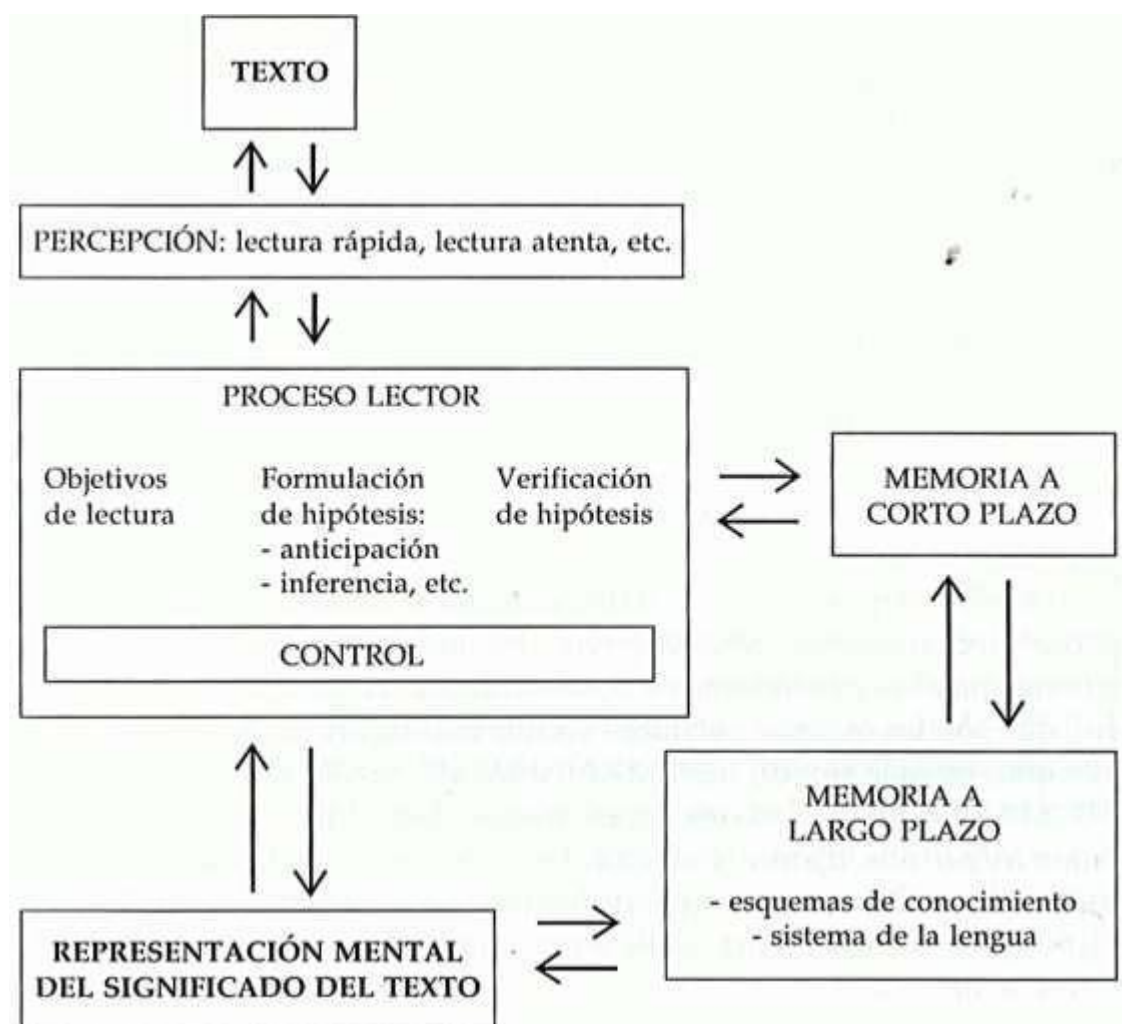 TEXTO
PERCEPCIÓN: lectura rápida, lectura atenta, etc.
PROCESO LECTOR
Objetivos
de lectura
Formulación
de hipótesis:
- anticipación
- inferencia, etc.
Verificación
de hipótesis
CONTROL
MEMORIA A
CORTO PLAZO
MEMORIA A
LARGO PLAZO
- esquemas de conocimiento
- sistema de la lengua
REPRESENTACIÓN MENTAL
DEL SIGNIFICADO DEL TEXTO